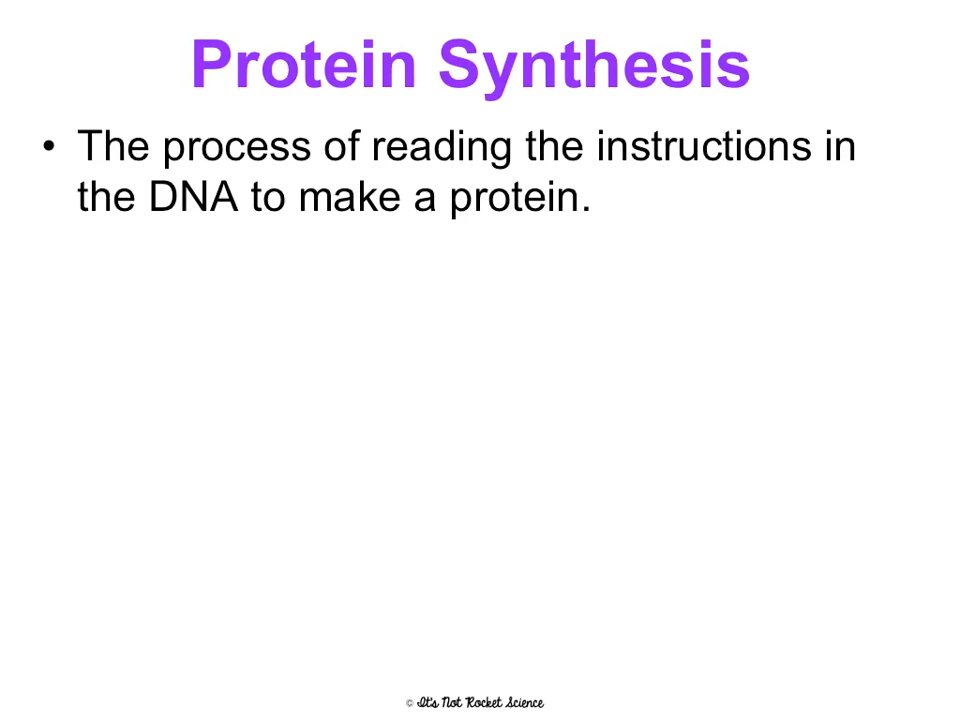 Protein Synthesis
• The process of reading the instructions in
the DNA to make a protein.
© It's Not Rocket Science